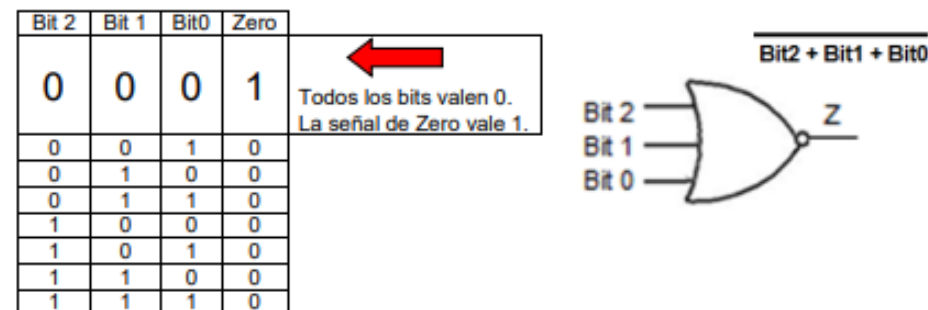 Bit 2 Bit 1 Bit0 Zero
0 0 0 1
Todos los bits valen 0.
La señal de Zero vale 1.
0 0 1 0
0 1 0 0
0 1 1 0
1 0 0 0
1 0 1 0
1 1 0 0
1 1 1 0
Bit2 + Bit1 + Bit0
Bit 2
Z
Bit 1
Bit 0